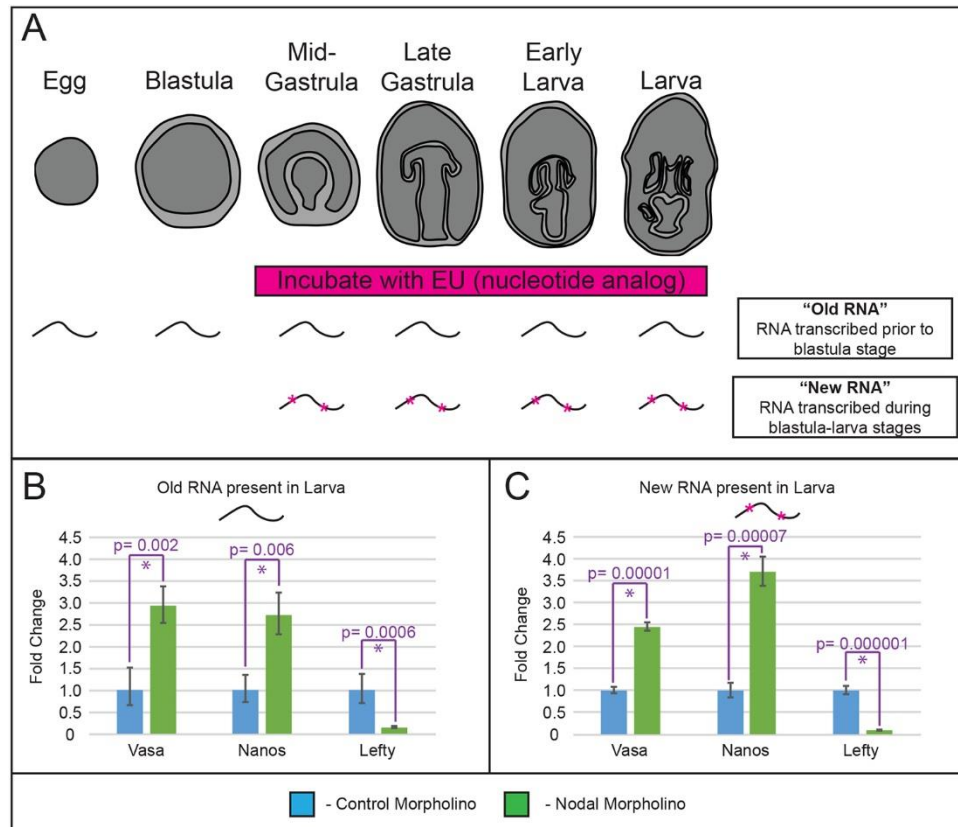 A
Egg
Blastula
Mid-
Gastrula
Late
Gastrula
Early
Larva
Larva
Incubate with EU (nucleotide analog)
"Old RNA"
RNA transcribed prior to
blastula stage
"New RNA"
RNA transcribed during
blastula-larva stages
B
Old RNA present in Larva
4.5
4.0
3.5
3.0
2.5
2.0
1.5
1.0
0.5
0
Fold Change
p= 0.002
*
p= 0.006
*
p= 0.0006
*
Vasa
Nanos
Lefty
C
New RNA present in Larva
4.5
4.0
3.5
3.0
2.5
2.0
1.5
1.0
0.5
0
Fold Change
p= 0.00001
*
p= 0.00007
*
p= 0.000001
*
Vasa
Nanos
Lefty
- Control Morpholino
- Nodal Morpholino